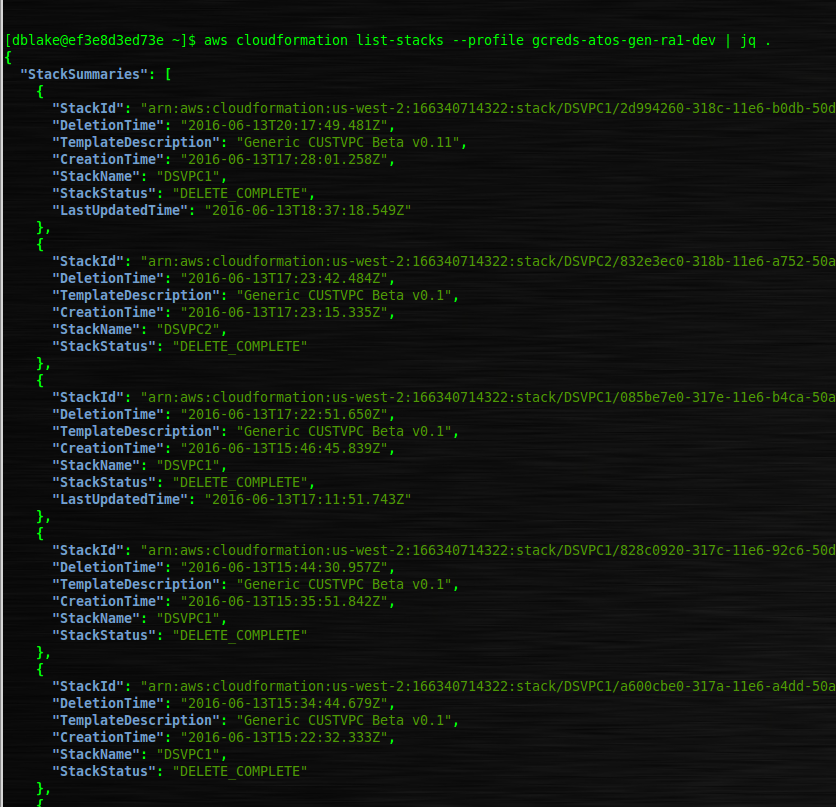 [dblake@ef3e8d3ed73e ~]$ aws cloudformation list-stacks --profile gcreds-atos-gen-ra1-dev | jq .
{
  "StackSummaries": [
    {
      "StackId": "arn:aws:cloudformation:us-west-2:166340714322:stack/DSVPC1/2d994260-318c-11e6-b0db-50d
      "DeletionTime": "2016-06-13T20:17:49.481Z",
      "TemplateDescription": "Generic CUSTVPC Beta v0.11",
      "CreationTime": "2016-06-13T17:28:01.258Z",
      "StackName": "DSVPC1",
      "StackStatus": "DELETE_COMPLETE",
      "LastUpdatedTime": "2016-06-13T18:37:18.549Z"
    },
    {
      "StackId": "arn:aws:cloudformation:us-west-2:166340714322:stack/DSVPC2/832e3ec0-318b-11e6-a752-50a
      "DeletionTime": "2016-06-13T17:23:42.484Z",
      "TemplateDescription": "Generic CUSTVPC Beta v0.1",
      "CreationTime": "2016-06-13T17:23:15.335Z",
      "StackName": "DSVPC2",
      "StackStatus": "DELETE_COMPLETE"
    },
    {
      "StackId": "arn:aws:cloudformation:us-west-2:166340714322:stack/DSVPC1/085be7e0-317e-11e6-b4ca-50a
      "DeletionTime": "2016-06-13T17:22:51.650Z",
      "TemplateDescription": "Generic CUSTVPC Beta v0.1",
      "CreationTime": "2016-06-13T15:46:45.839Z",
      "StackName": "DSVPC1",
      "StackStatus": "DELETE_COMPLETE",
      "LastUpdatedTime": "2016-06-13T17:11:51.743Z"
    },
    {
      "StackId": "arn:aws:cloudformation:us-west-2:166340714322:stack/DSVPC1/828c0920-317c-11e6-92c6-50d
      "DeletionTime": "2016-06-13T15:44:30.957Z",
      "TemplateDescription": "Generic CUSTVPC Beta v0.1",
      "CreationTime": "2016-06-13T15:35:51.842Z",
      "StackName": "DSVPC1",
      "StackStatus": "DELETE_COMPLETE"
    },
    {
      "StackId": "arn:aws:cloudformation:us-west-2:166340714322:stack/DSVPC1/a600cbe0-317a-11e6-a4dd-50a
      "DeletionTime": "2016-06-13T15:34:44.679Z",
      "TemplateDescription": "Generic CUSTVPC Beta v0.1",
      "CreationTime": "2016-06-13T15:22:32.333Z",
      "StackName": "DSVPC1",
      "StackStatus": "DELETE_COMPLETE"
    },
    {